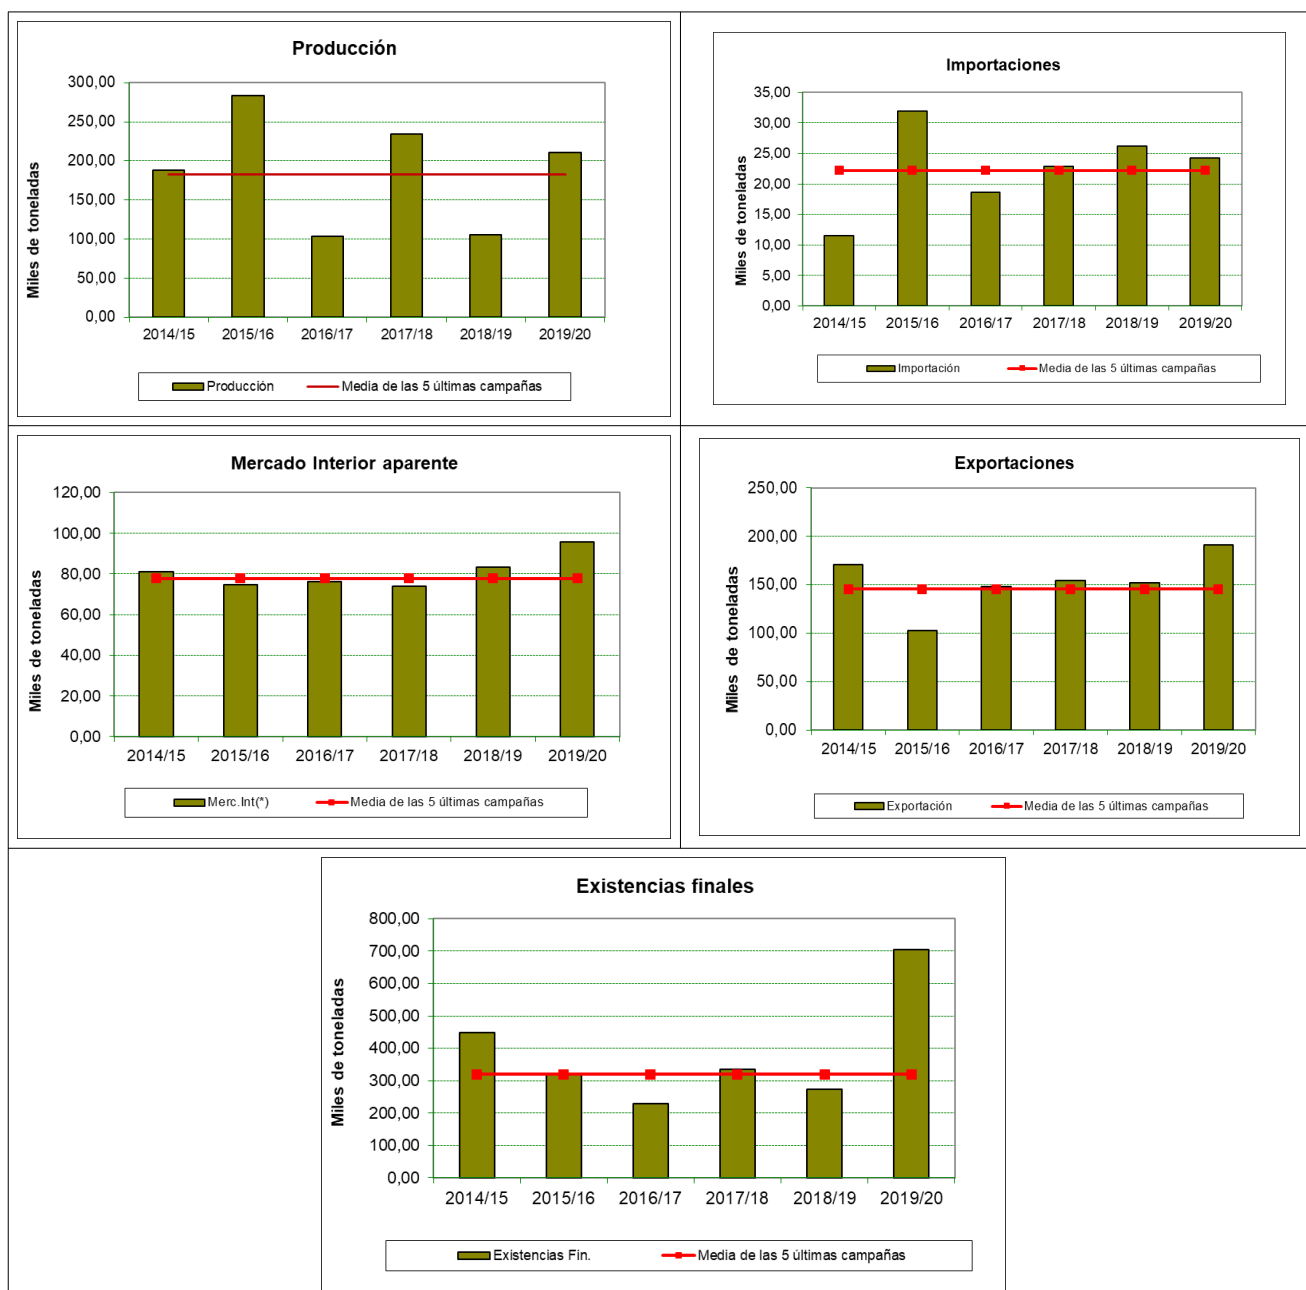 Producción
Miles de toneladas
300,00
250,00
200,00
150,00
100,00
50,00
0,00
2014/15 2015/16 2016/17 2017/18 2018/19 2019/20
Producción Media de las 5 últimas campañas
Importaciones
Miles de toneladas
35,00
30,00
25,00
20,00
15,00
10,00
5,00
0,00
2014/15 2015/16 2016/17 2017/18 2018/19 2019/20
Importación Media de las 5 últimas campañas
Mercado Interior aparente
Miles de toneladas
120,00
100,00
80,00
60,00
40,00
20,00
0,00
2014/15 2015/16 2016/17 2017/18 2018/19 2019/20
Merc.Int(*) Media de las 5 últimas campañas
Exportaciones
Miles de toneladas
250,00
200,00
150,00
100,00
50,00
0,00
2014/15 2015/16 2016/17 2017/18 2018/19 2019/20
Exportación Media de las 5 últimas campañas
Existencias finales
Miles de toneladas
800,00
700,00
600,00
500,00
400,00
300,00
200,00
100,00
0,00
2014/15 2015/16 2016/17 2017/18 2018/19 2019/20
Existencias Fin. Media de las 5 últimas campañas